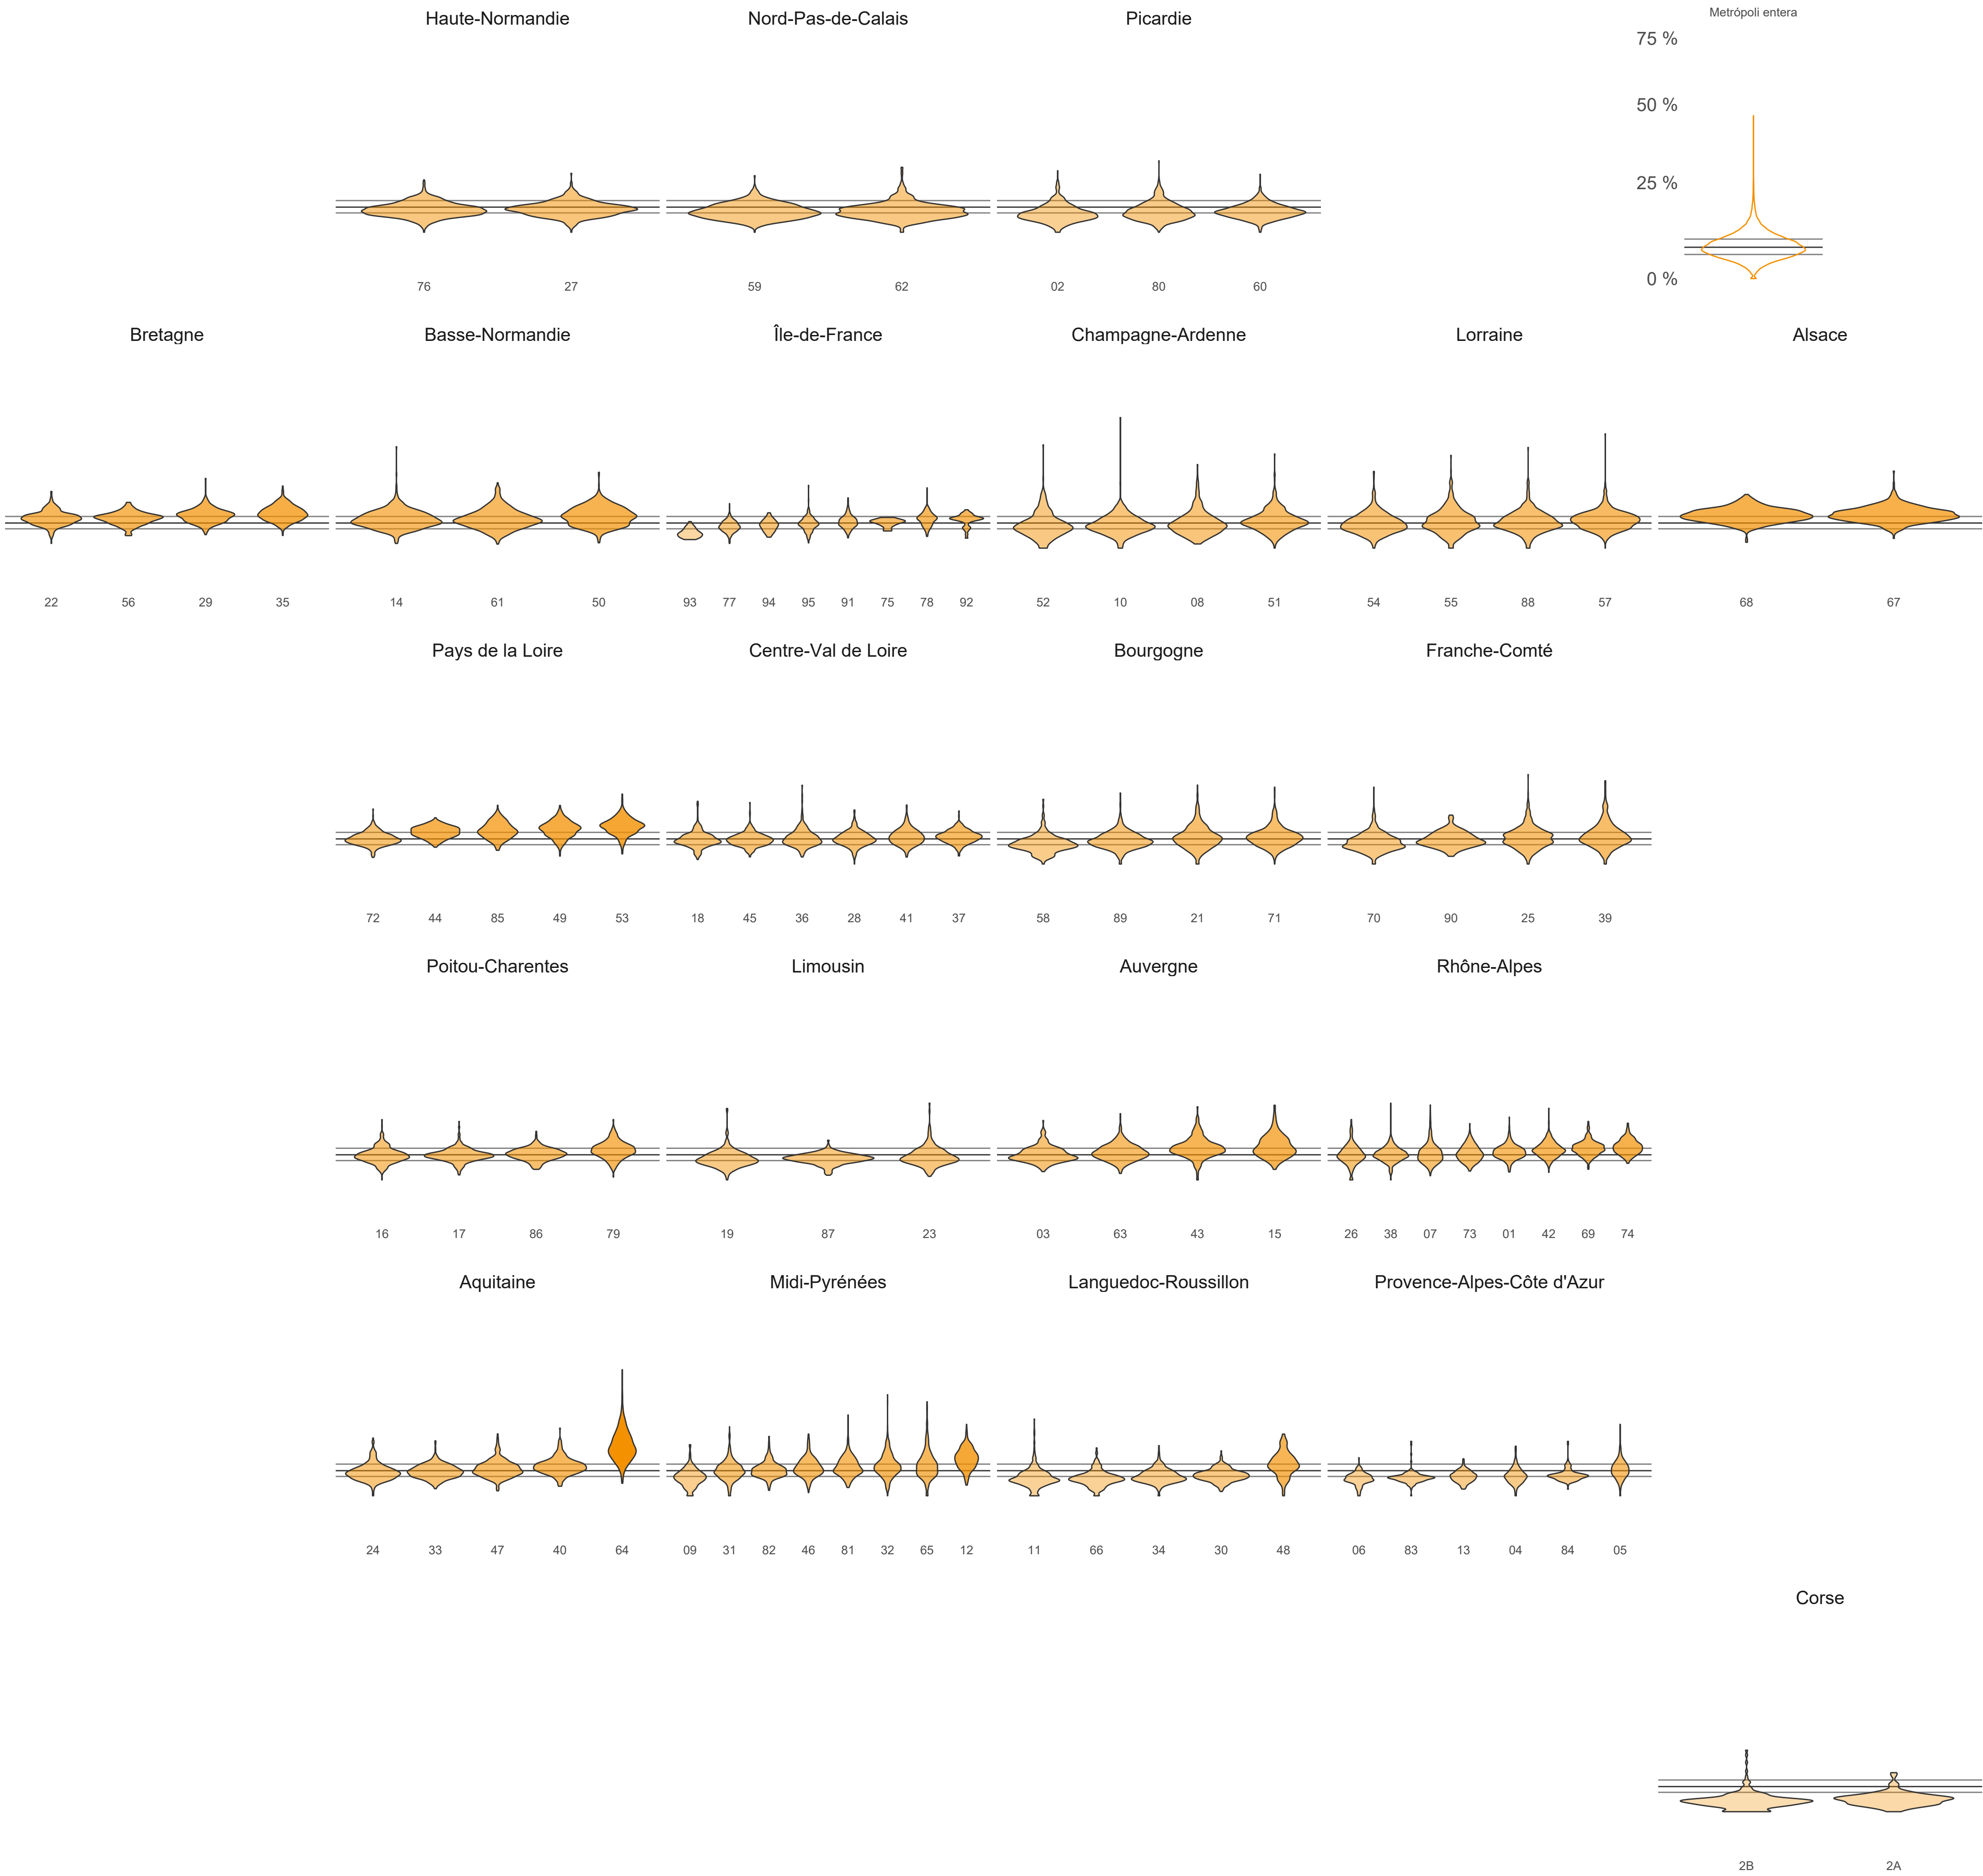 Haute-Normandie
Nord-Pas-de-Calais
Picardie
Metrópoli entera
75 %
50 %
25 %
0 %
76 27
59 62
02 80 60
Bretagne
Basse-Normandie
Île-de-France
Champagne-Ardenne
Lorraine
Alsace
22 56 29 35
14 61 50
93 77 94 95 91 75 78 92
52 10 08 51
54 55 88 57
68 67
Pays de la Loire
Centre-Val de Loire
Bourgogne
Franche-Comté
72 44 85 49 53
18 45 36 28 41 37
58 89 21 71
70 90 25 39
Poitou-Charentes
Limousin
Auvergne
Rhône-Alpes
16 17 86 79
19 87 23
03 63 43 15
26 38 07 73 01 42 69 74
Aquitaine
Midi-Pyrénées
Languedoc-Roussillon
Provence-Alpes-Côte d'Azur
24 33 47 40 64
09 31 82 46 81 32 65 12
11 66 34 30 48
06 83 13 04 84 05
Corse
2B 2A